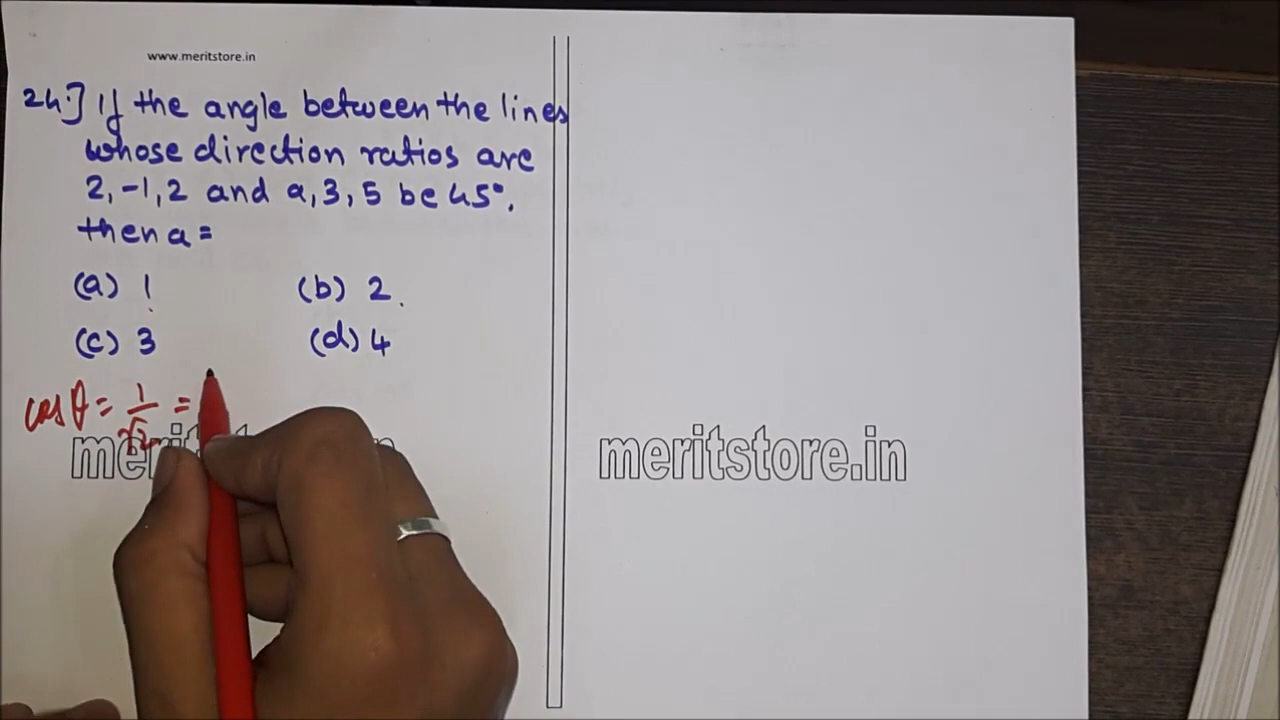 www.meritstore.in
24.] If the angle between the lines
whose direction ratios are
2, -1, 2 and a, 3, 5 be 45°.
then a =
(a) 1 (b) 2
(c) 3 (d) 4
cos θ = 1/√2 =
meritstore.in